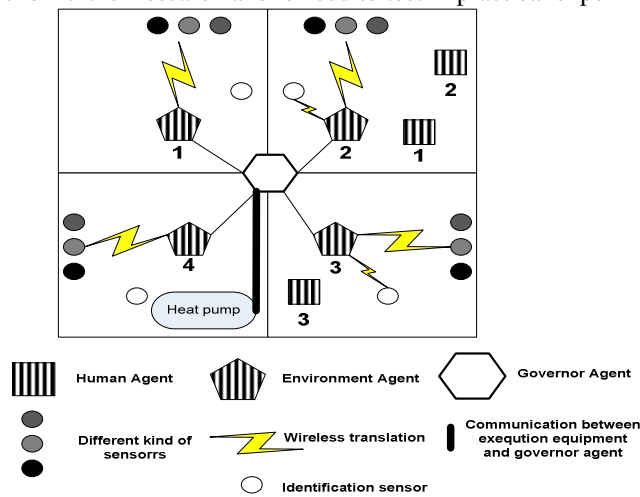 2
1
2
1
4
3
Heat pump
3
Human Agent
Environment Agent
Governor Agent
Different kind of
sensorrs
Wireless translation
Communication between
exeqution equipment
and governor agent
Identification sensor